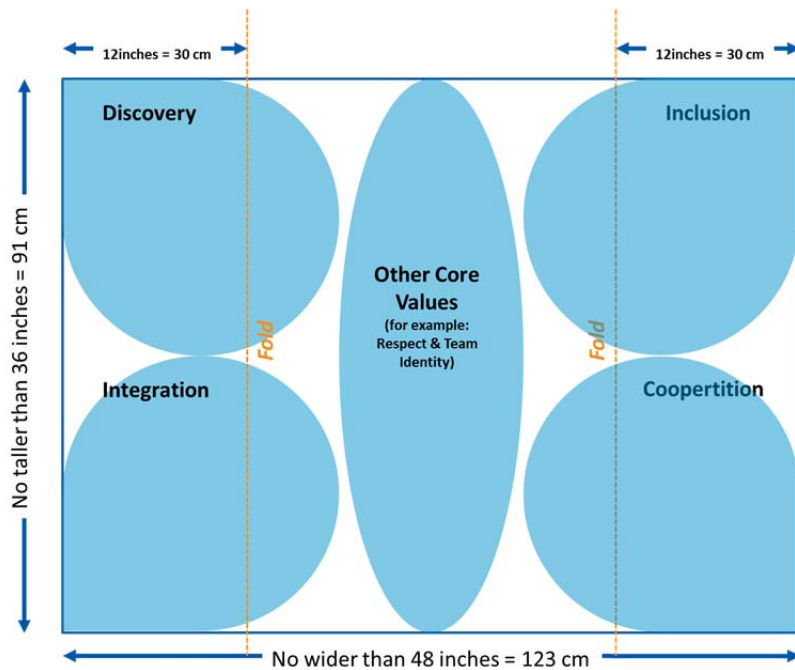 12inches = 30 cm
12inches = 30 cm
No taller than 36 inches = 91 cm
Discovery
Inclusion
Other Core
Values
(for example:
Respect & Team
Identity)
Fold
Fold
Integration
Coopertition
No wider than 48 inches = 123 cm